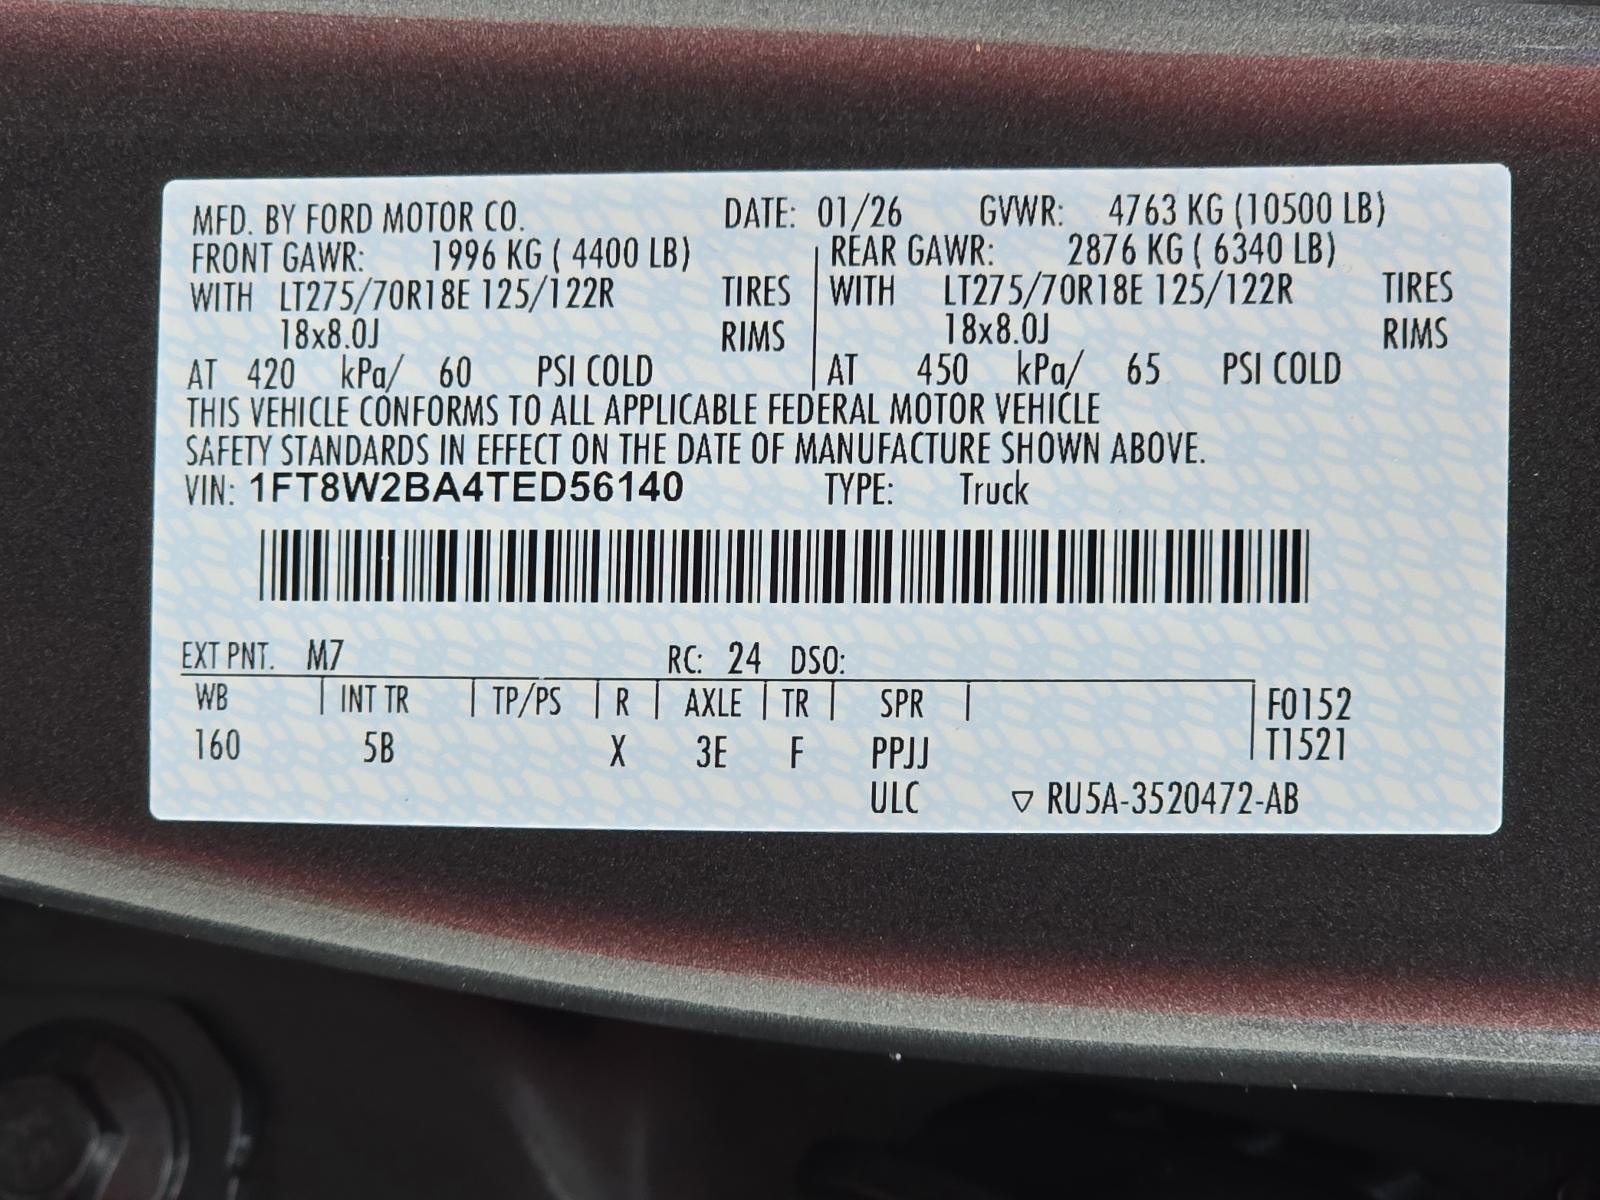 MFD. BY FORD MOTOR CO. DATE: 01/26 GVWR: 4763 KG (10500 LB)
FRONT GAWR: 1996 KG ( 4400 LB) REAR GAWR: 2876 KG ( 6340 LB)
WITH LT275/70R18E 125/122R TIRES WITH LT275/70R18E 125/122R TIRES
18x8.0J RIMS 18x8.0J RIMS
AT 420 kPa/ 60 PSI COLD AT 450 kPa/ 65 PSI COLD
THIS VEHICLE CONFORMS TO ALL APPLICABLE FEDERAL MOTOR VEHICLE
SAFETY STANDARDS IN EFFECT ON THE DATE OF MANUFACTURE SHOWN ABOVE.
VIN: 1FT8W2BA4TED56140 TYPE: Truck
EXT PNT. M7 RC: 24 DSO:
WB INT TR TP/PS R AXLE TR SPR F0152
160 5B X 3E F PPJJ T1521
ULC ▽ RU5A-3520472-AB